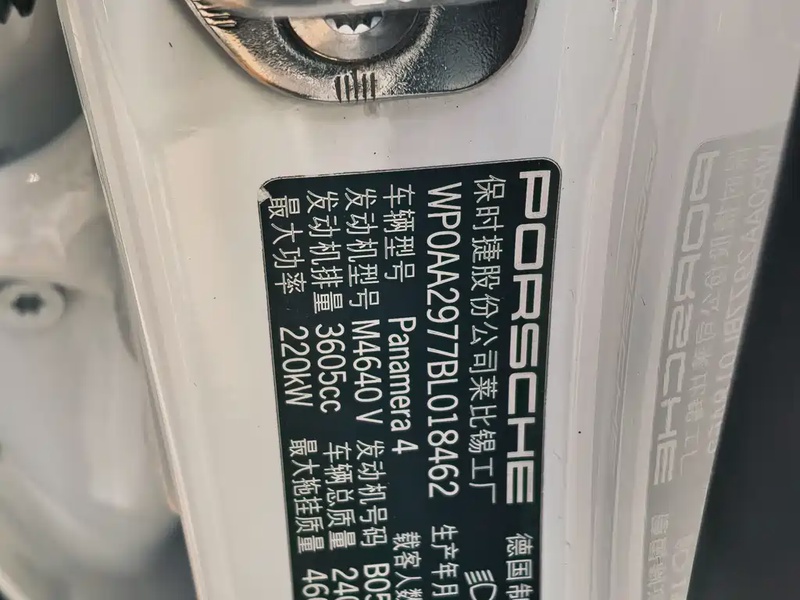 PORSCHE 德国制
保时捷股份公司莱比锡工厂
WP0AA2977BL018462 生产年月
车辆型号 Panamera 4 载客人数
发动机型号 M4640 V 发动机号码 B05
发动机排量 3605cc 车辆总质量 240
最大功率 220kW 最大拖挂质量 460